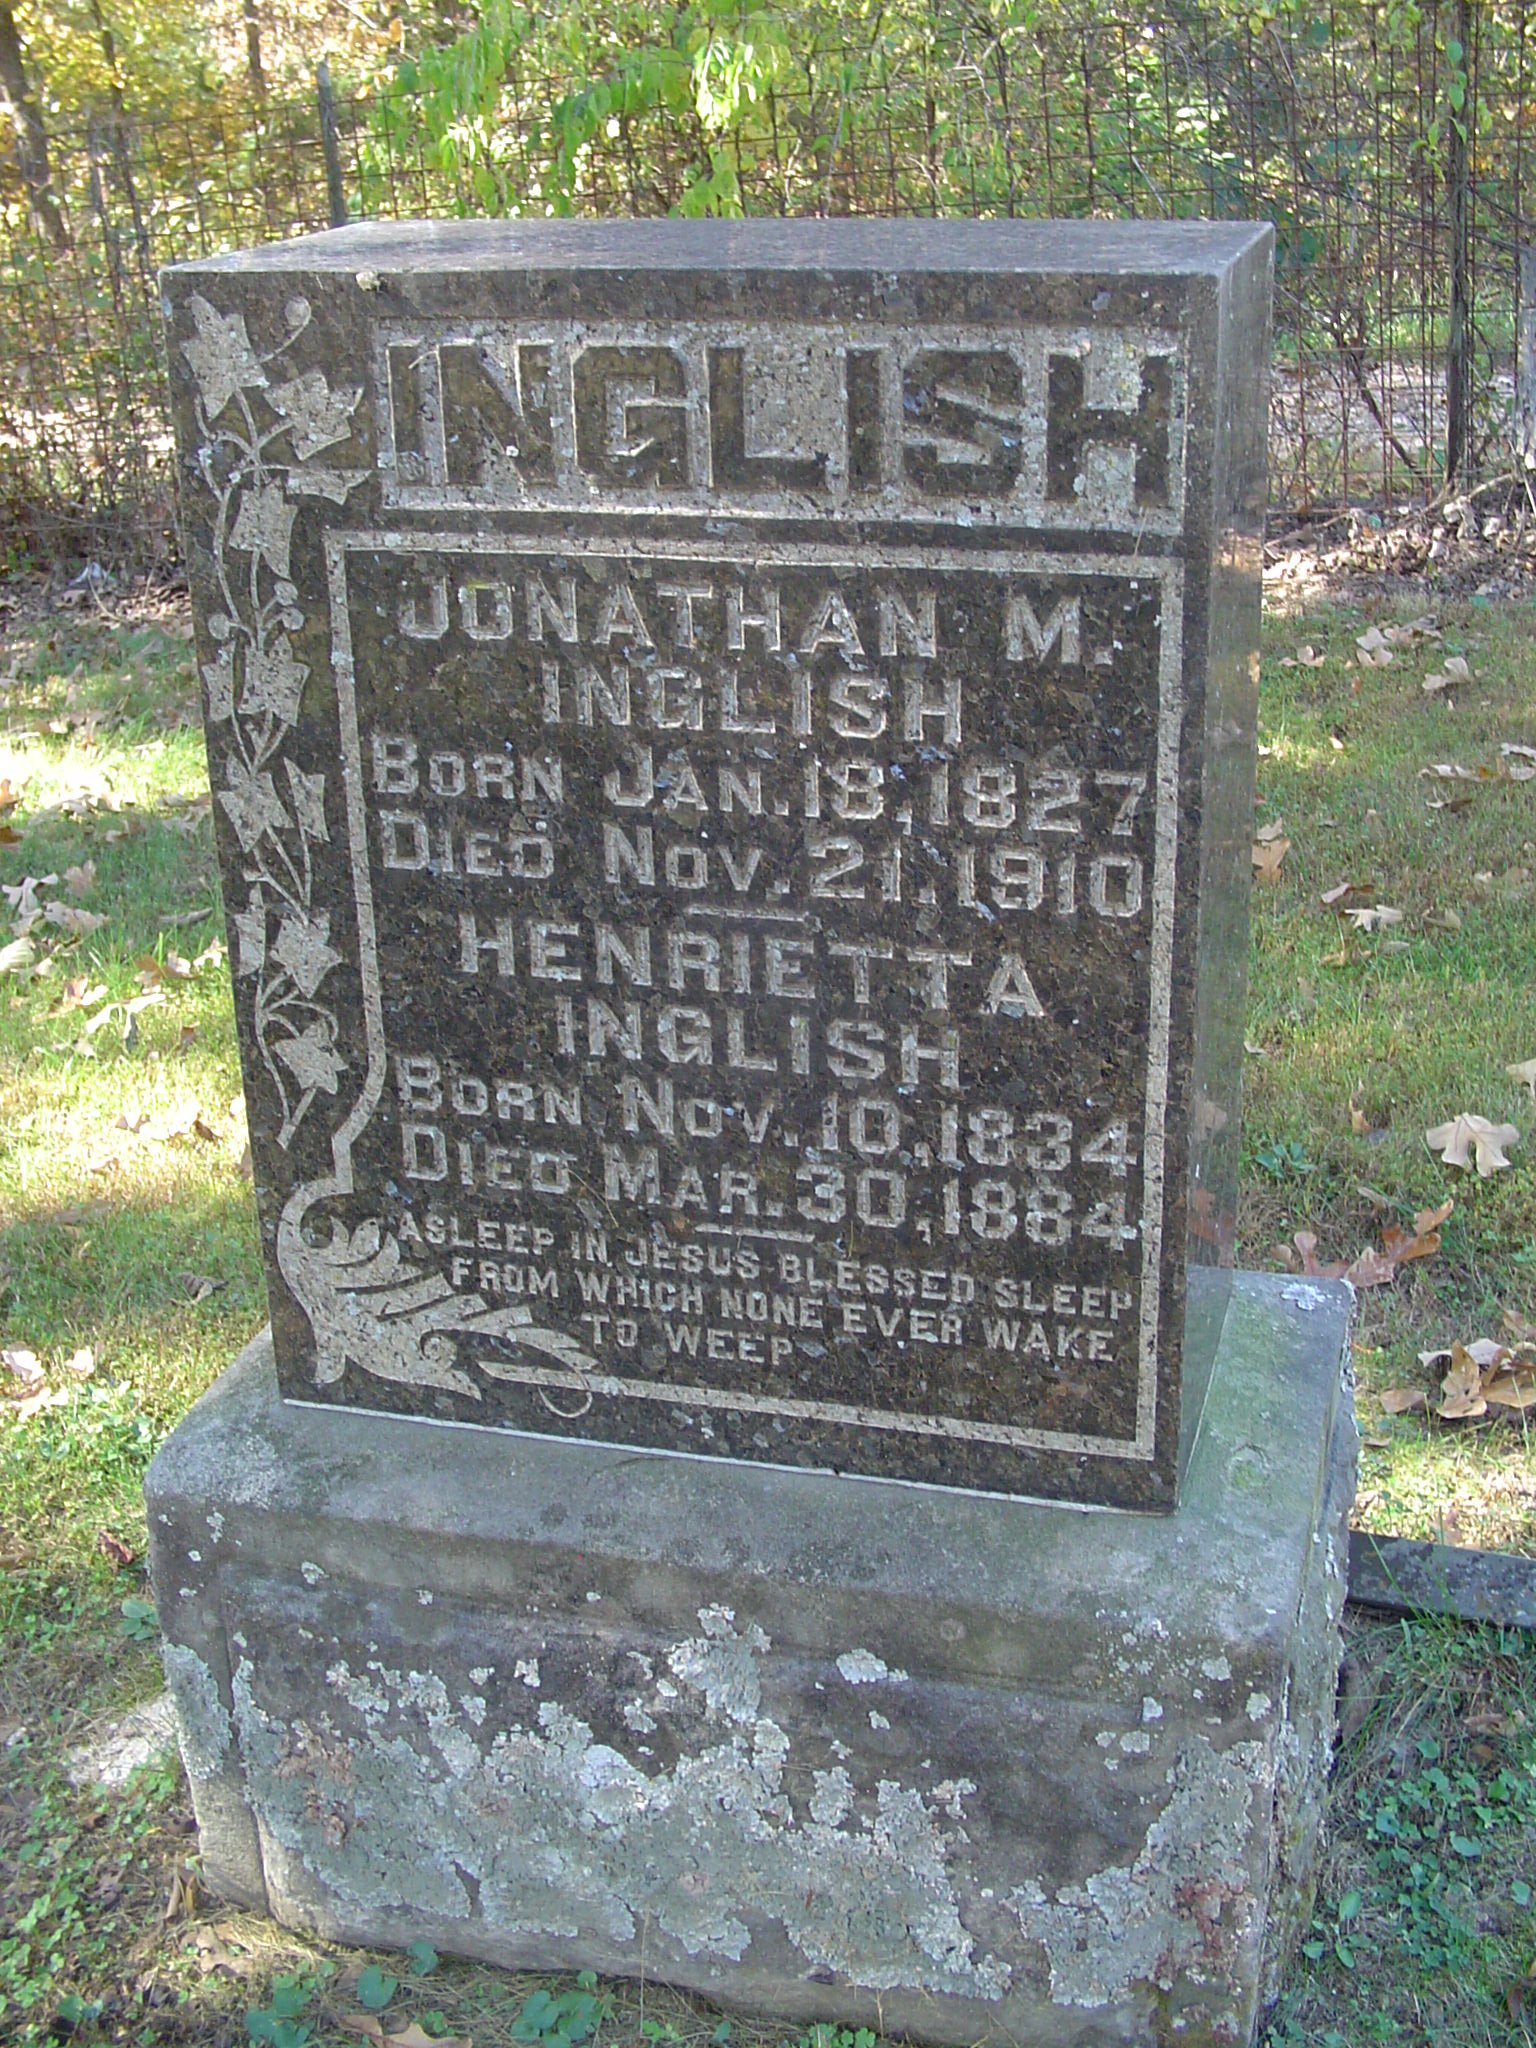 INGLISH
JONATHAN M.
INGLISH
BORN JAN. 18, 1827
DIED NOV. 21, 1910
HENRIETTA
INGLISH
BORN NOV. 10, 1834
DIED MAR. 30, 1884
ASLEEP IN JESUS BLESSED SLEEP
FROM WHICH NONE EVER WAKE
TO WEEP